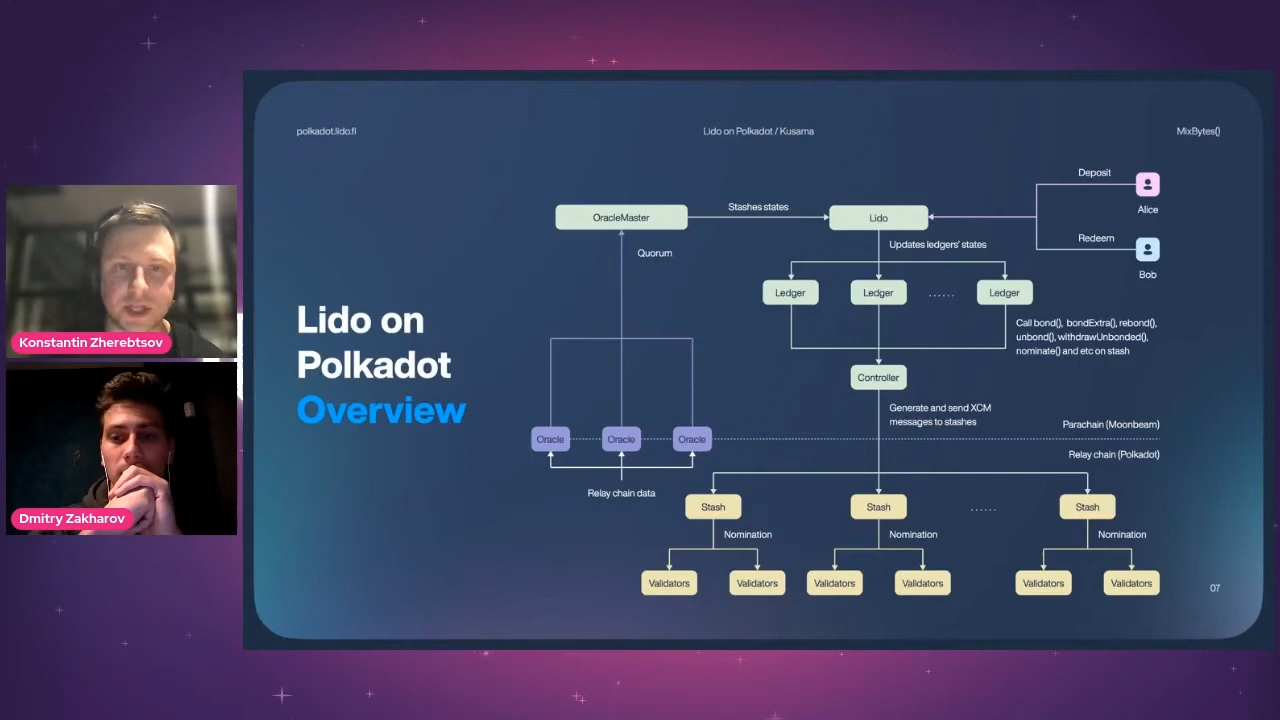 polkadot.lido.fi
Lido on Polkadot / Kusama
MixBytes()
Konstantin Zherebtsov
Dmitry Zakharov
Lido on
Polkadot
Overview
Deposit
Alice
Redeem
Bob
OracleMaster
Stashes states
Lido
Quorum
Updates ledgers' states
Ledger
Ledger
......
Ledger
Call bond(), bondExtra(), rebond(),
unbond(), withdrawUnbonded(),
nominate() and etc on stash
Controller
Generate and send XCM
messages to stashes
Parachain (Moonbeam)
Oracle
Oracle
Oracle
Relay chain (Polkadot)
Relay chain data
Stash
Stash
......
Stash
Nomination
Nomination
Nomination
Validators
Validators
Validators
Validators
Validators
Validators
07